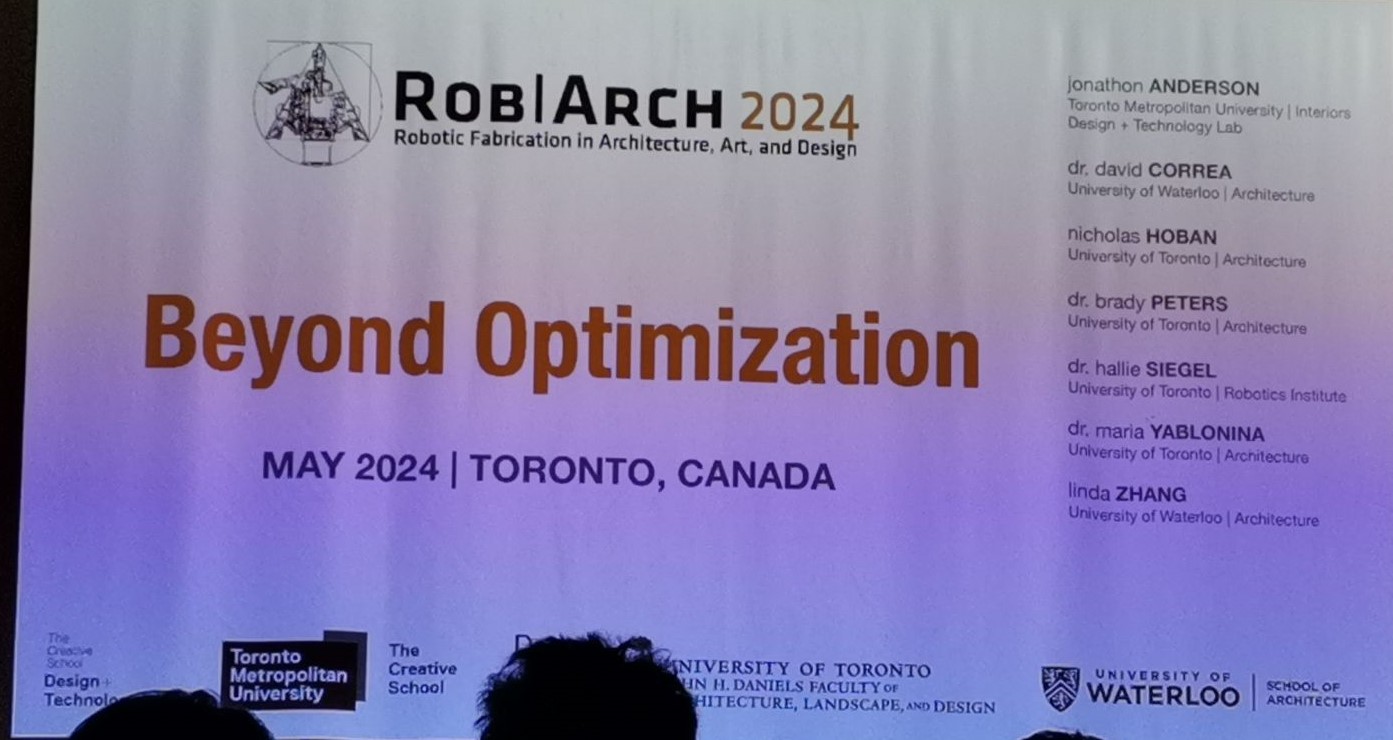 ROB|ARCH 2024
Robotic Fabrication in Architecture, Art, and Design
Beyond Optimization
MAY 2024 | TORONTO, CANADA
jonathon ANDERSON
Toronto Metropolitan University | Interiors
Design + Technology Lab
dr. david CORREA
University of Waterloo | Architecture
nicholas HOBAN
University of Toronto | Architecture
dr. brady PETERS
University of Toronto | Architecture
dr. hallie SIEGEL
University of Toronto | Robotics Institute
dr. maria YABLONINA
University of Toronto | Architecture
linda ZHANG
University of Waterloo | Architecture
The
Creative
School
Design+
Toronto
Metropolitan
University
The
Creative
School
UNIVERSITY OF TORONTO
H. DANIELS FACULTY OF
LANDSCAPE, AND DESIGN
UNIVERSITY OF
WATERLOO
SCHOOL OF
ARCHITECTURE